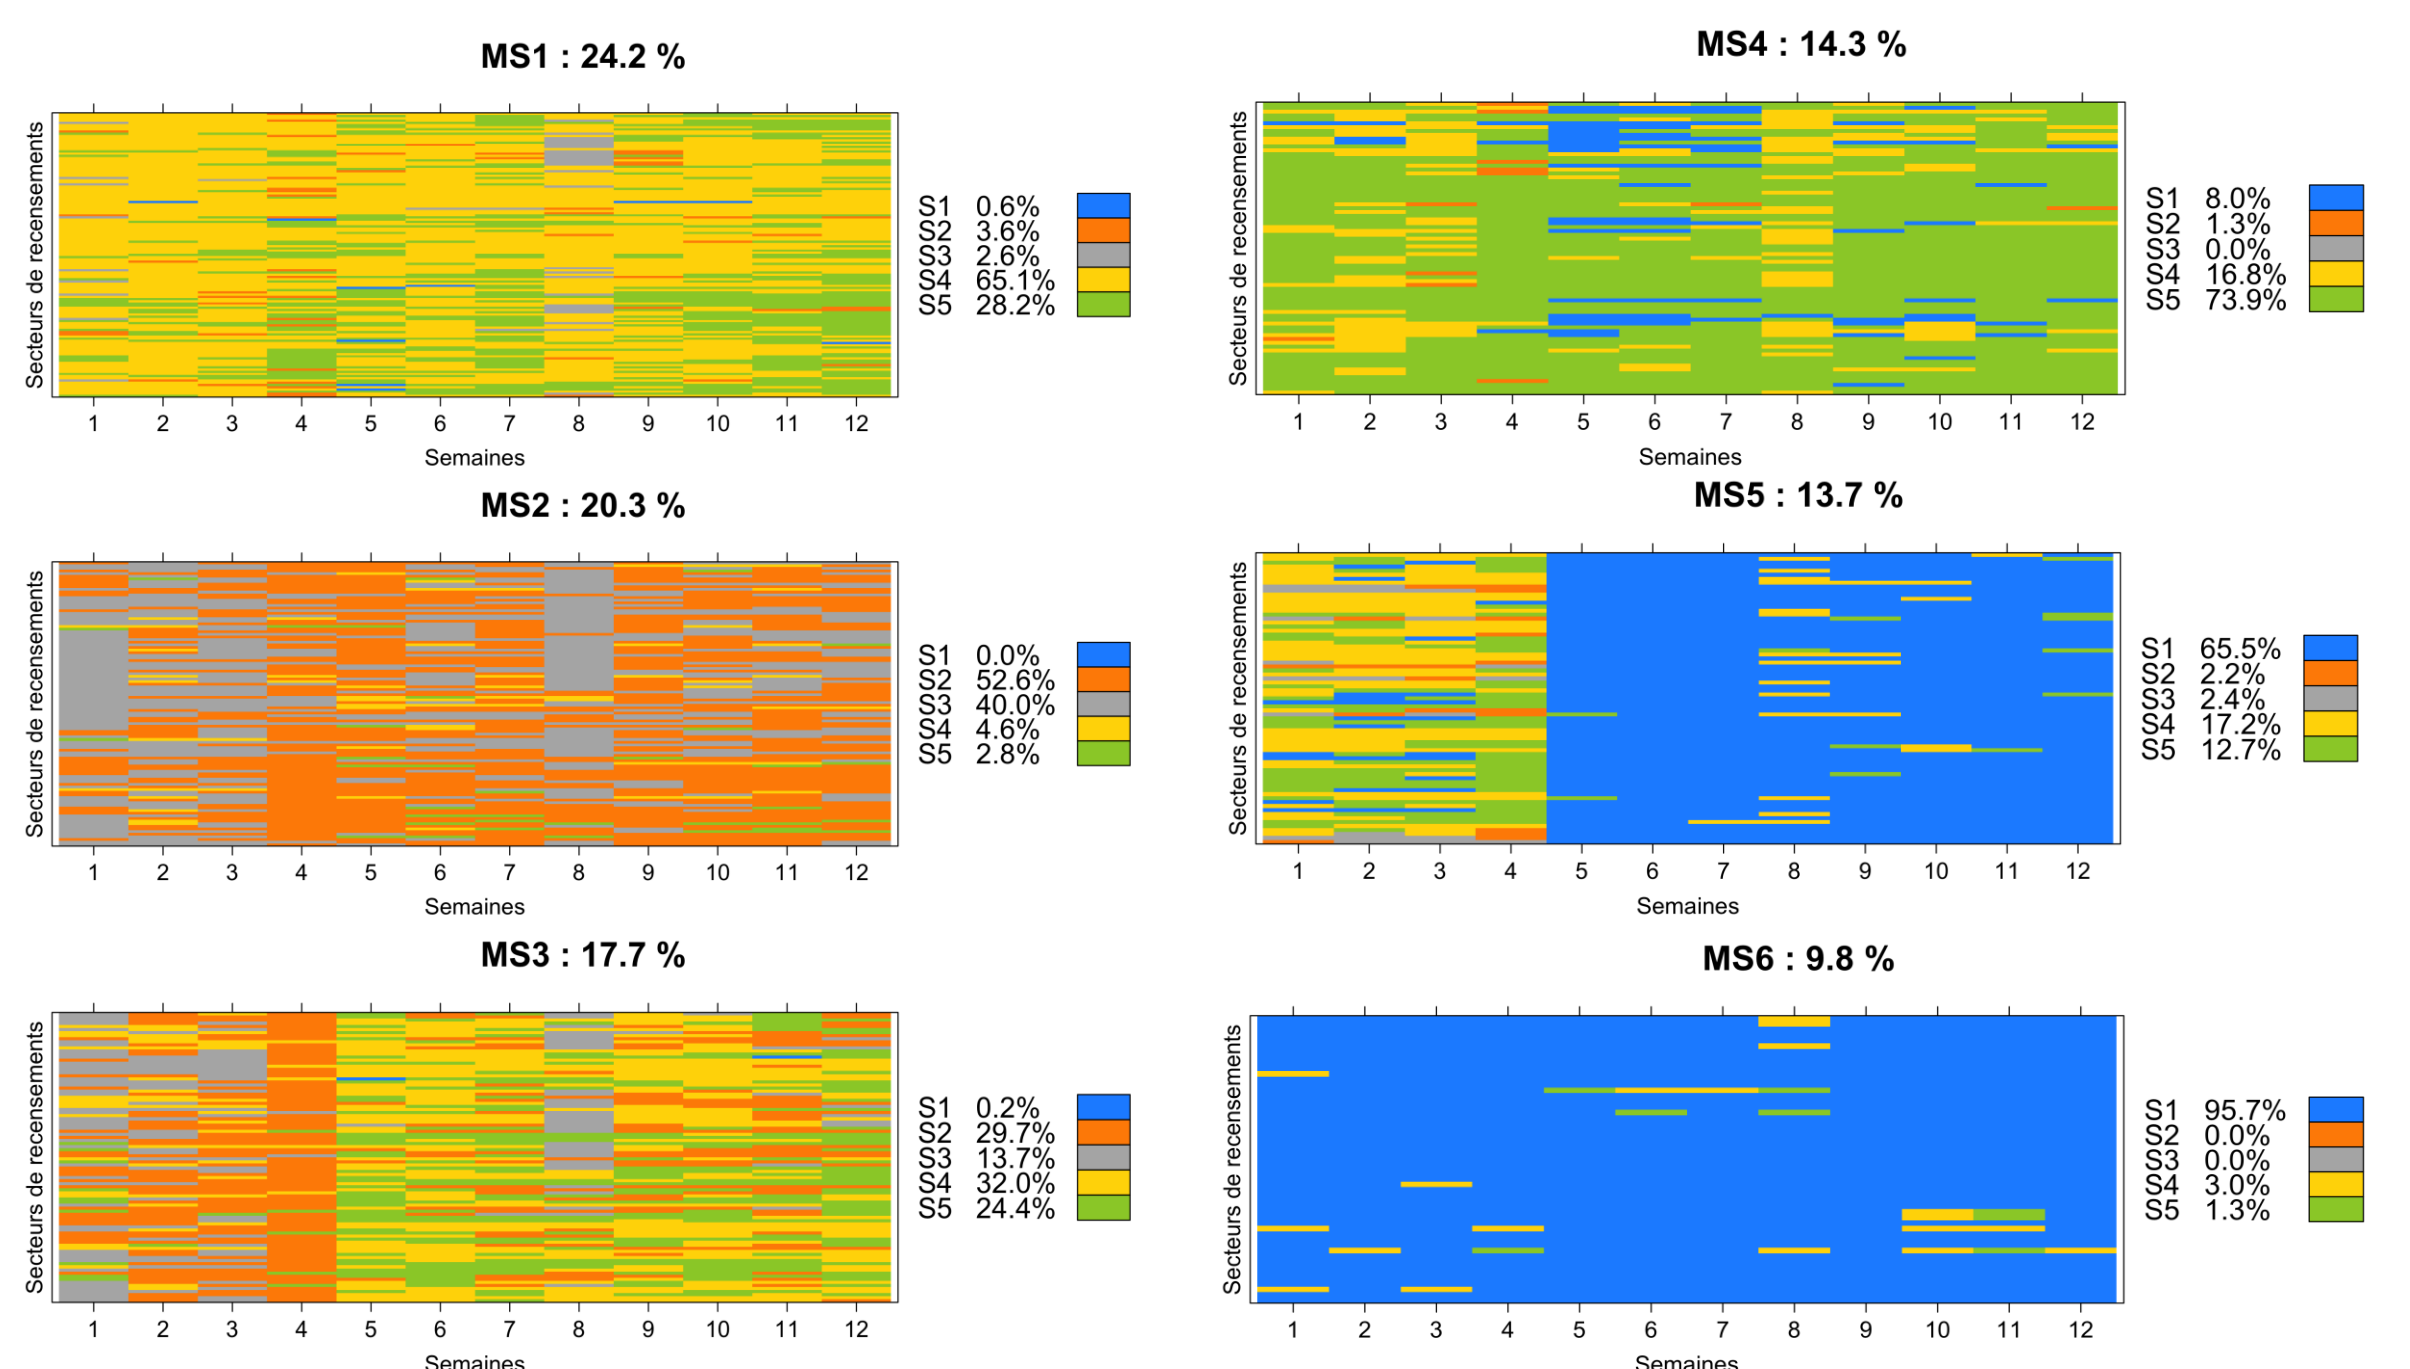 MS1 : 24.2 %
Secteurs de recensements
S1 0.6%
S2 3.6%
S3 2.6%
S4 65.1%
S5 28.2%
1 2 3 4 5 6 7 8 9 10 11 12
Semaines
MS2 : 20.3 %
Secteurs de recensements
S1 0.0%
S2 52.6%
S3 40.0%
S4 4.6%
S5 2.8%
1 2 3 4 5 6 7 8 9 10 11 12
Semaines
MS3 : 17.7 %
Secteurs de recensements
S1 0.2%
S2 29.7%
S3 13.7%
S4 32.0%
S5 24.4%
1 2 3 4 5 6 7 8 9 10 11 12
Semaines
MS4 : 14.3 %
Secteurs de recensements
S1 8.0%
S2 1.3%
S3 0.0%
S4 16.8%
S5 73.9%
1 2 3 4 5 6 7 8 9 10 11 12
Semaines
MS5 : 13.7 %
Secteurs de recensements
S1 65.5%
S2 2.2%
S3 2.4%
S4 17.2%
S5 12.7%
1 2 3 4 5 6 7 8 9 10 11 12
Semaines
MS6 : 9.8 %
Secteurs de recensements
S1 95.7%
S2 0.0%
S3 0.0%
S4 3.0%
S5 1.3%
1 2 3 4 5 6 7 8 9 10 11 12
Semaines